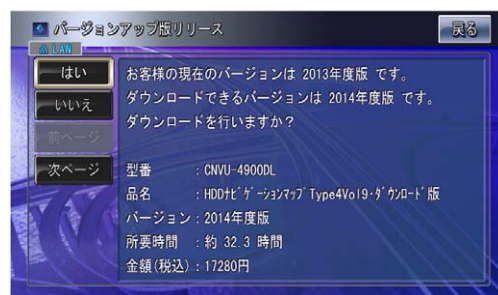 バージョンアップ版リリース
戻る
LAN
はい
いいえ
前ページ
次ページ
お客様の現在のバージョンは 2013年度版 です。
ダウンロードできるバージョンは 2014年度版 です。
ダウンロードを行いますか？
型番 : CNVU-4900DL
品名 : HDDﾅﾋﾞｹﾞｰｼｮﾝﾏｯﾌﾟ Type4Vol9･ﾀﾞｳﾝﾛｰﾄﾞ版
バージョン : 2014年度版
所要時間 : 約 32.3 時間
金額(税込) : 17280円